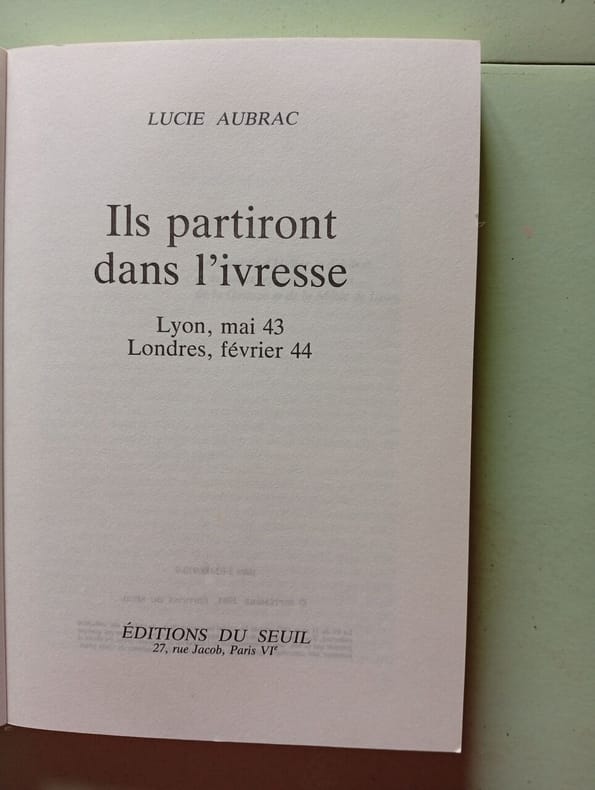 LUCIE AUBRAC
Ils partiront
dans l'ivresse
Lyon, mai 43
Londres, février 44
ÉDITIONS DU SEUIL
27, rue Jacob, Paris VIe